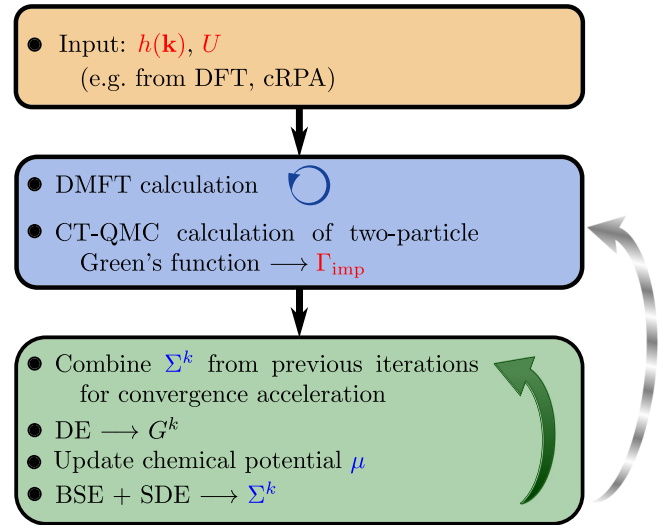 Input: h(k), U
(e.g. from DFT, cRPA)
DMFT calculation
CT-QMC calculation of two-particle
Green's function ⟶ Γimp
Combine Σᵏ from previous iterations
for convergence acceleration
DE ⟶ Gᵏ
Update chemical potential μ
BSE + SDE ⟶ Σᵏ